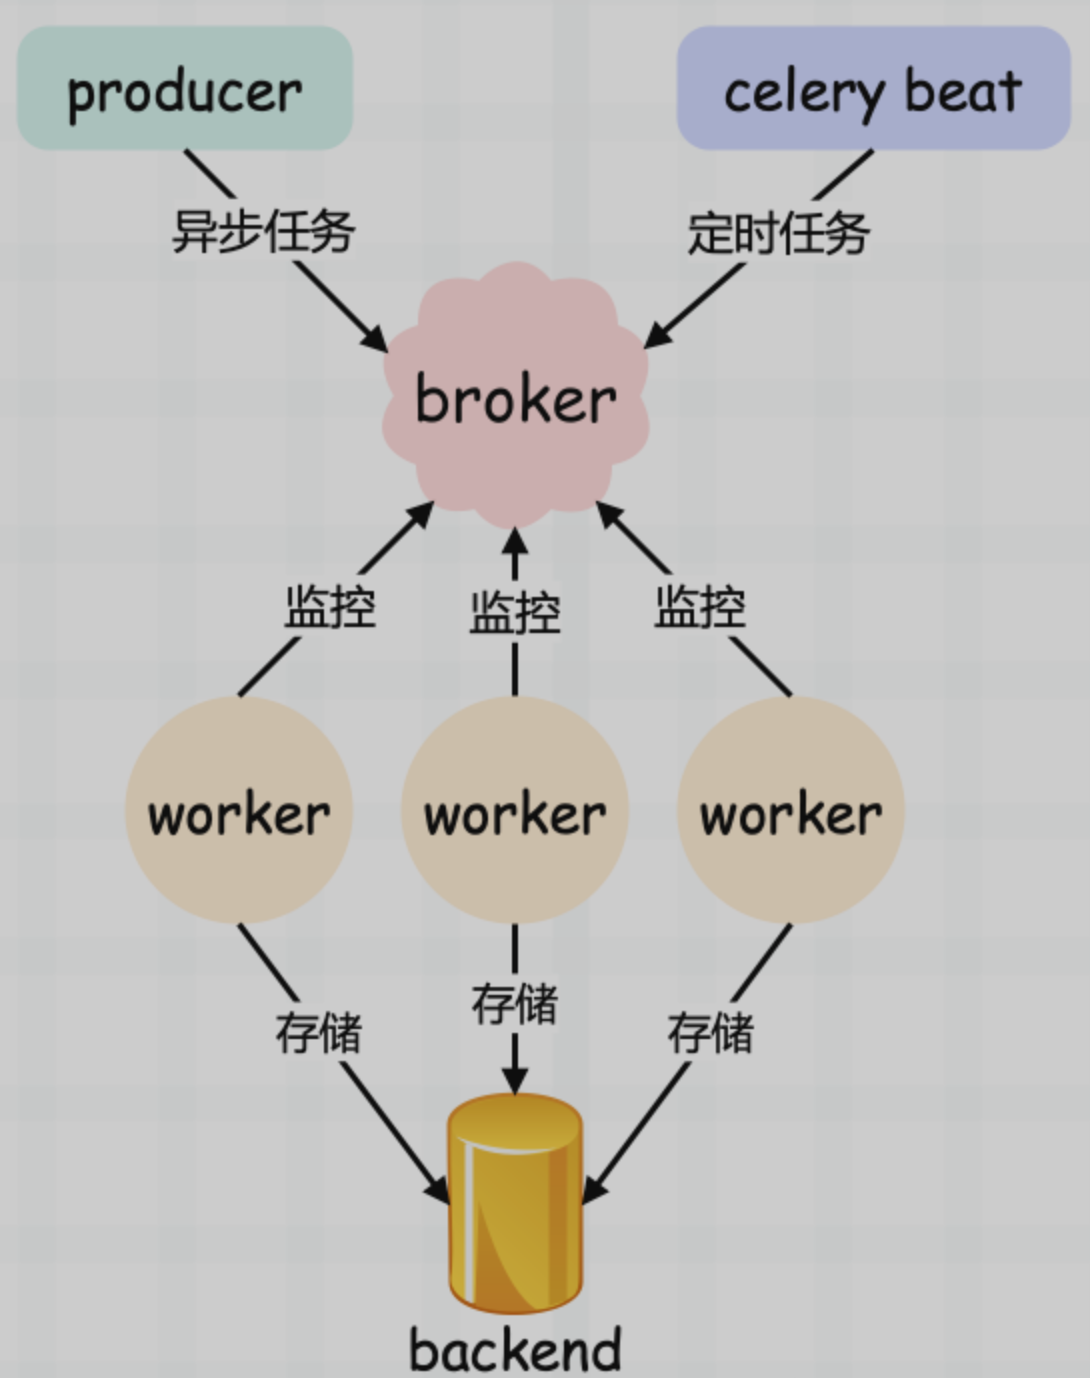 producer
celery beat
异步任务
定时任务
broker
监控
监控
监控
worker
worker
worker
存储
存储
存储
backend